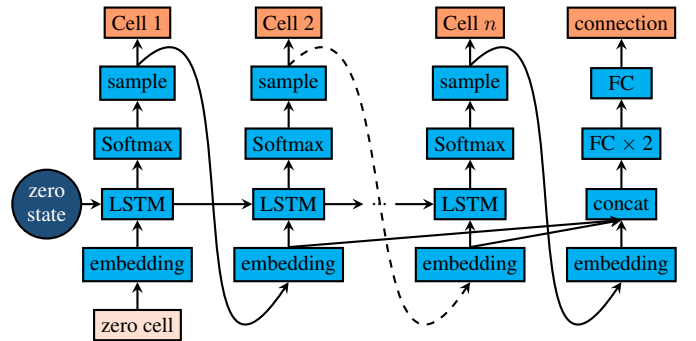 Cell 1
Cell 2
Cell n
connection
sample
sample
sample
FC
Softmax
Softmax
Softmax
FC × 2
zero
state
LSTM
LSTM
···
LSTM
concat
embedding
embedding
embedding
embedding
zero cell